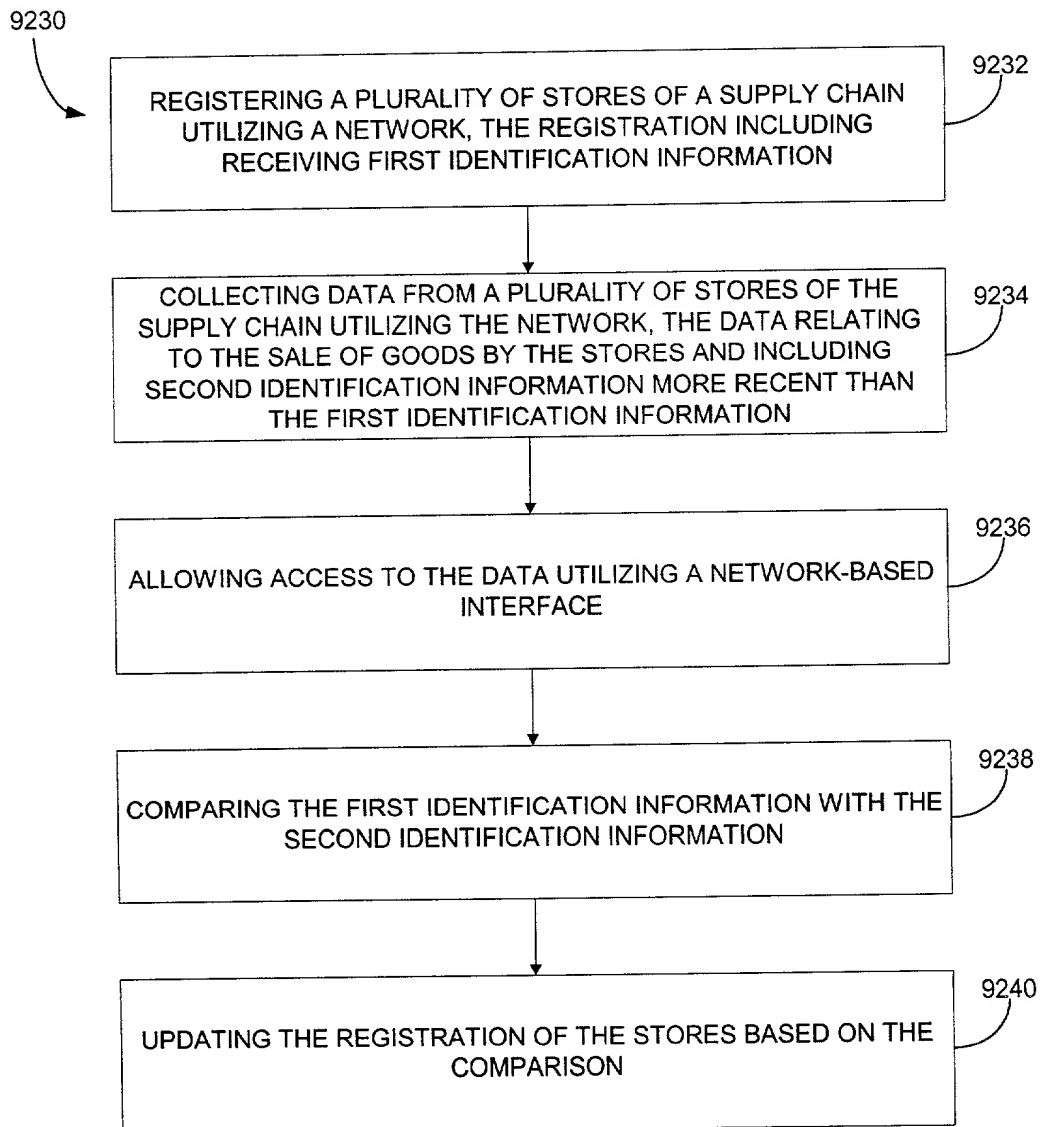 9230
9232
REGISTERING A PLURALITY OF STORES OF A SUPPLY CHAIN
UTILIZING A NETWORK, THE REGISTRATION INCLUDING
RECEIVING FIRST IDENTIFICATION INFORMATION
9234
COLLECTING DATA FROM A PLURALITY OF STORES OF THE
SUPPLY CHAIN UTILIZING THE NETWORK, THE DATA RELATING
TO THE SALE OF GOODS BY THE STORES AND INCLUDING
SECOND IDENTIFICATION INFORMATION MORE RECENT THAN
THE FIRST IDENTIFICATION INFORMATION
9236
ALLOWING ACCESS TO THE DATA UTILIZING A NETWORK-BASED
INTERFACE
9238
COMPARING THE FIRST IDENTIFICATION INFORMATION WITH THE
SECOND IDENTIFICATION INFORMATION
9240
UPDATING THE REGISTRATION OF THE STORES BASED ON THE
COMPARISON